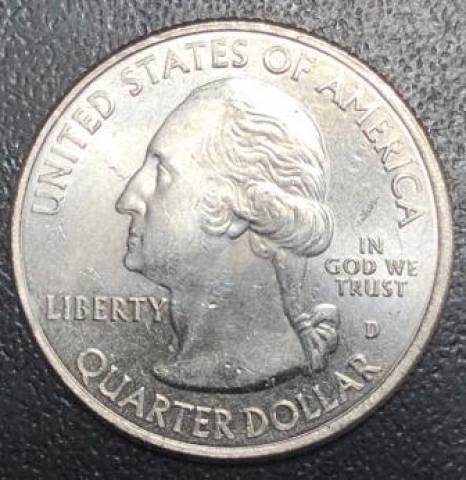 UNITED STATES OF AMERICA
LIBERTY
IN
GOD WE
TRUST
D
QUARTER DOLLAR